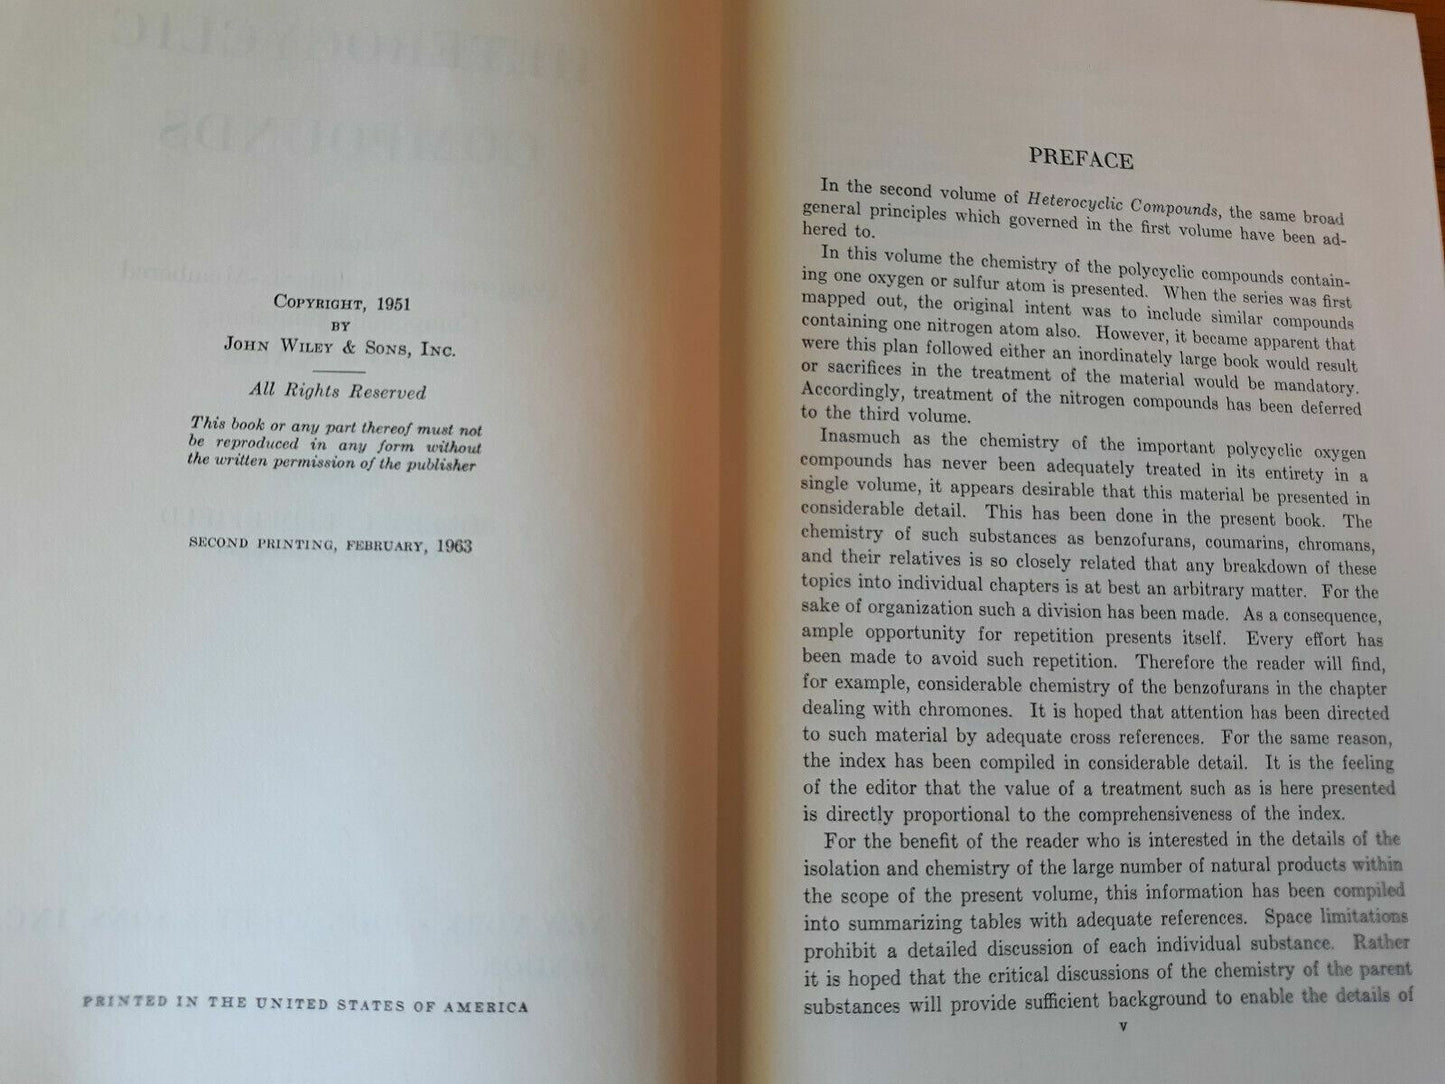 COPYRIGHT, 1951
BY
JOHN WILEY & SONS, INC.
All Rights Reserved
This book or any part thereof must not
be reproduced in any form without
the written permission of the publisher
SECOND PRINTING, FEBRUARY, 1963
PRINTED IN THE UNITED STATES OF AMERICA
PREFACE
In the second volume of Heterocyclic Compounds, the same broad
general principles which governed in the first volume have been ad-
hered to.
In this volume the chemistry of the polycyclic compounds contain-
ing one oxygen or sulfur atom is presented. When the series was first
mapped out, the original intent was to include similar compounds
containing one nitrogen atom also. However, it became apparent that
were this plan followed either an inordinately large book would result
or sacrifices in the treatment of the material would be mandatory.
Accordingly, treatment of the nitrogen compounds has been deferred
to the third volume.
Inasmuch as the chemistry of the important polycyclic oxygen
compounds has never been adequately treated in its entirety in a
single volume, it appears desirable that this material be presented in
considerable detail. This has been done in the present book. The
chemistry of such substances as benzofurans, coumarins, chromans,
and their relatives is so closely related that any breakdown of these
topics into individual chapters is at best an arbitrary matter. For the
sake of organization such a division has been made. As a consequence,
ample opportunity for repetition presents itself. Every effort has
been made to avoid such repetition. Therefore the reader will find,
for example, considerable chemistry of the benzofurans in the chapter
dealing with chromones. It is hoped that attention has been directed
to such material by adequate cross references. For the same reason,
the index has been compiled in considerable detail. It is the feeling
of the editor that the value of a treatment such as is here presented
is directly proportional to the comprehensiveness of the index.
For the benefit of the reader who is interested in the details of the
isolation and chemistry of the large number of natural products within
the scope of the present volume, this information has been compiled
into summarizing tables with adequate references. Space limitations
prohibit a detailed discussion of each individual substance. Rather
it is hoped that the critical discussions of the chemistry of the parent
substances will provide sufficient background to enable the details of
v